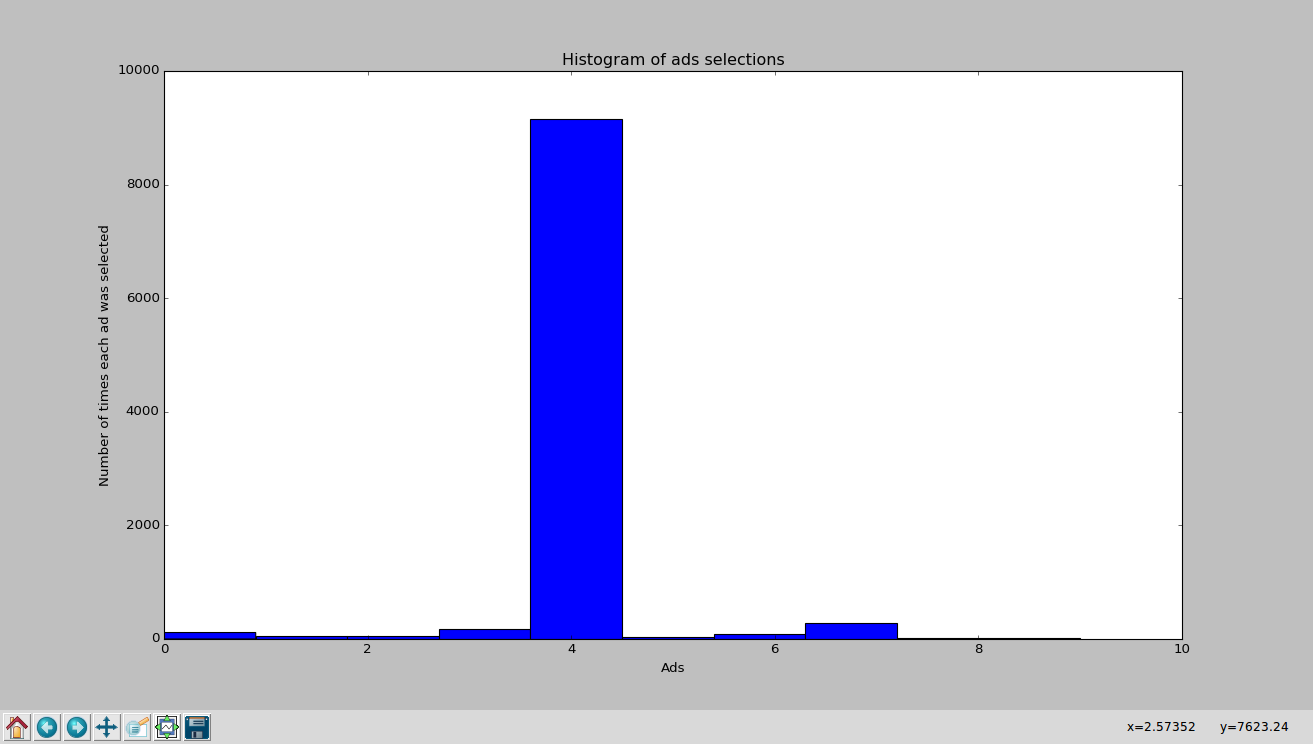 Histogram of ads selections
10000
8000
6000
4000
2000
0
Number of times each ad was selected
0 2 4 6 8 10
Ads
x=2.57352 y=7623.24